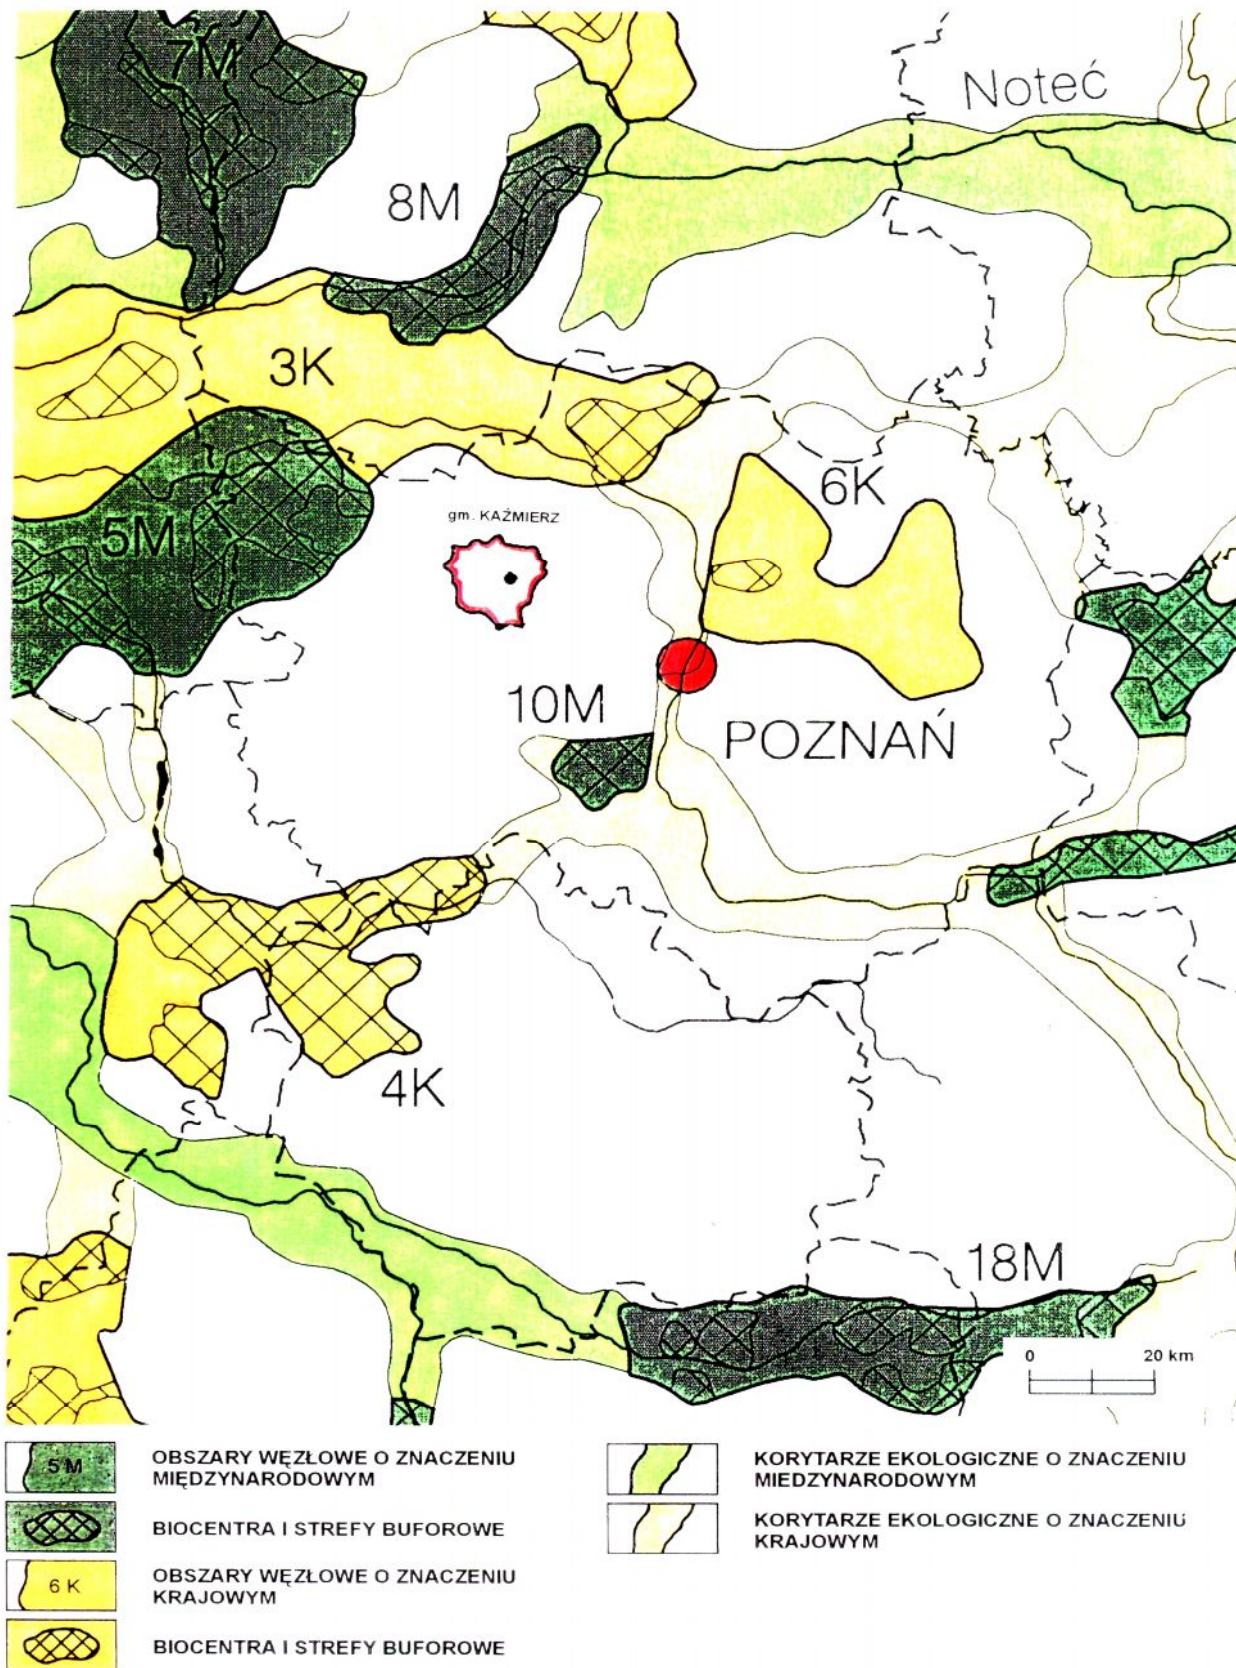 7M
Noteć
8M
3K
6K
gm. KAŹMIERZ
5M
10M
POZNAŃ
4K
18M
0 20 km
5 M
OBSZARY WĘZŁOWE O ZNACZENIU
MIĘDZYNARODOWYM
BIOCENTRA I STREFY BUFOROWE
6 K
OBSZARY WĘZŁOWE O ZNACZENIU
KRAJOWYM
BIOCENTRA I STREFY BUFOROWE
KORYTARZE EKOLOGICZNE O ZNACZENIU
MIEDZYNARODOWYM
KORYTARZE EKOLOGICZNE O ZNACZENIU
KRAJOWYM